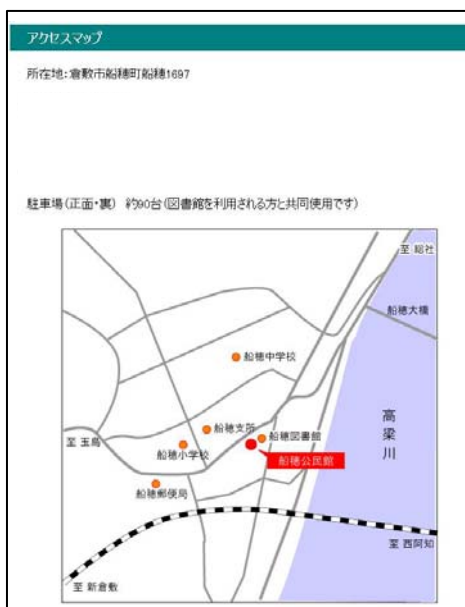 アクセスマップ
所在地:倉敷市船穂町船穂1697
駐車場(正面・裏) 約90台(図書館を利用される方と共同使用です)
至 総社
船穂大橋
船穂中学校
高梁川
船穂支所
船穂図書館
至 玉島
船穂小学校
船穂公民館
船穂郵便局
至 西阿知
至 新倉敷